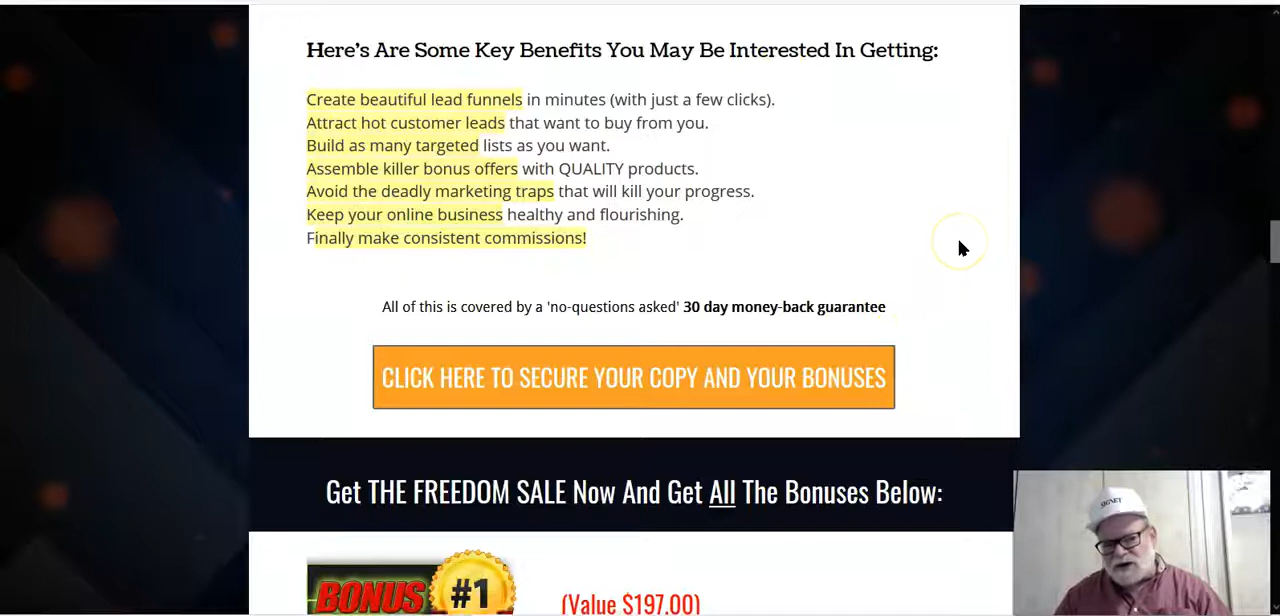 Here's Are Some Key Benefits You May Be Interested In Getting:
Create beautiful lead funnels in minutes (with just a few clicks).
Attract hot customer leads that want to buy from you.
Build as many targeted lists as you want.
Assemble killer bonus offers with QUALITY products.
Avoid the deadly marketing traps that will kill your progress.
Keep your online business healthy and flourishing.
Finally make consistent commissions!
All of this is covered by a 'no-questions asked' 30 day money-back guarantee
CLICK HERE TO SECURE YOUR COPY AND YOUR BONUSES
Get THE FREEDOM SALE Now And Get All The Bonuses Below:
BONUS #1
(Value $197.00)